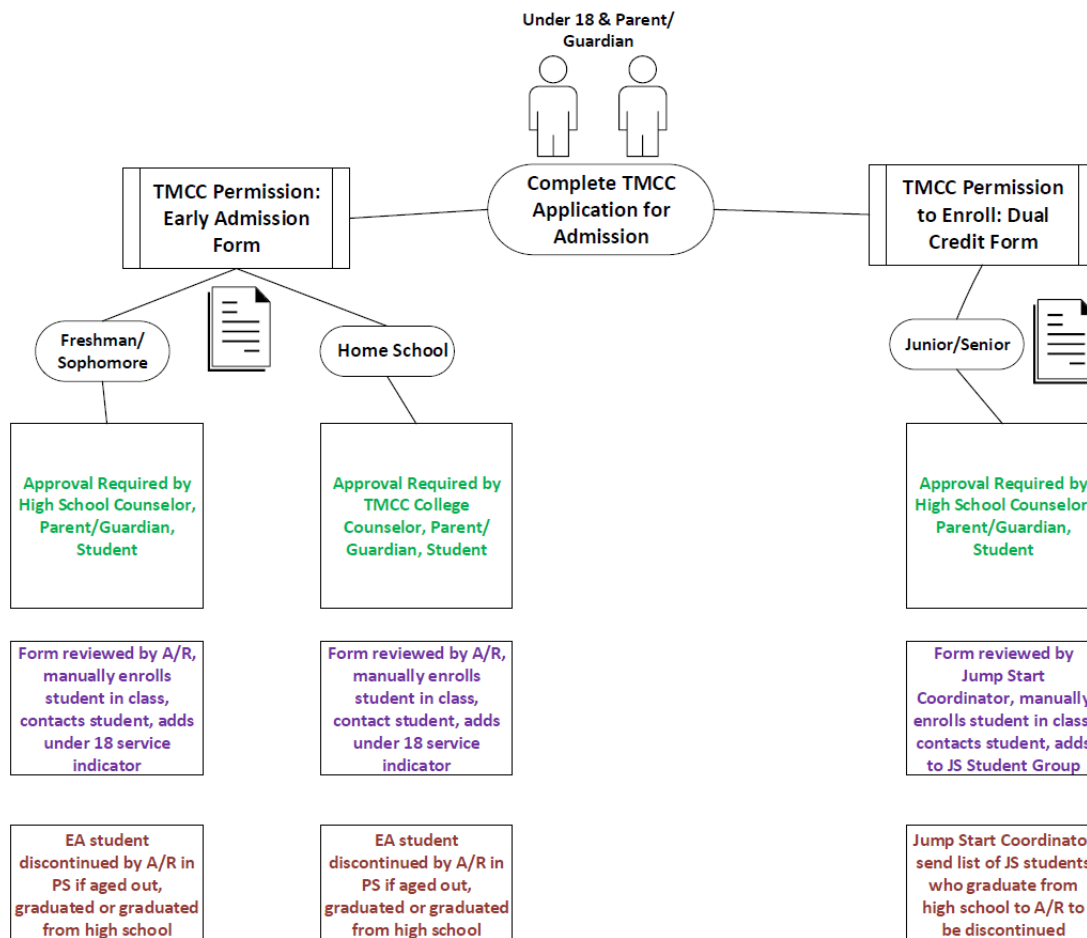 Under 18 & Parent/
Guardian
Complete TMCC
Application for
Admission
TMCC Permission:
Early Admission
Form
TMCC Permission
to Enroll: Dual
Credit Form
Freshman/
Sophomore
Home School
Junior/Senior
Approval Required by
High School Counselor,
Parent/Guardian,
Student
Approval Required by
TMCC College
Counselor, Parent/
Guardian, Student
Approval Required by
High School Counselor
Parent/Guardian,
Student
Form reviewed by A/R,
manually enrolls
student in class,
contacts student, adds
under 18 service
indicator
Form reviewed by A/R,
manually enrolls
student in class,
contact student, adds
under 18 service
indicator
Form reviewed by
Jump Start
Coordinator, manually
enrolls student in class
contacts student, adds
to JS Student Group
EA student
discontinued by A/R in
PS if aged out,
graduated or graduated
from high school
EA student
discontinued by A/R in
PS if aged out,
graduated or graduated
from high school
Jump Start Coordinator
send list of JS students
who graduate from
high school to A/R to
be discontinued